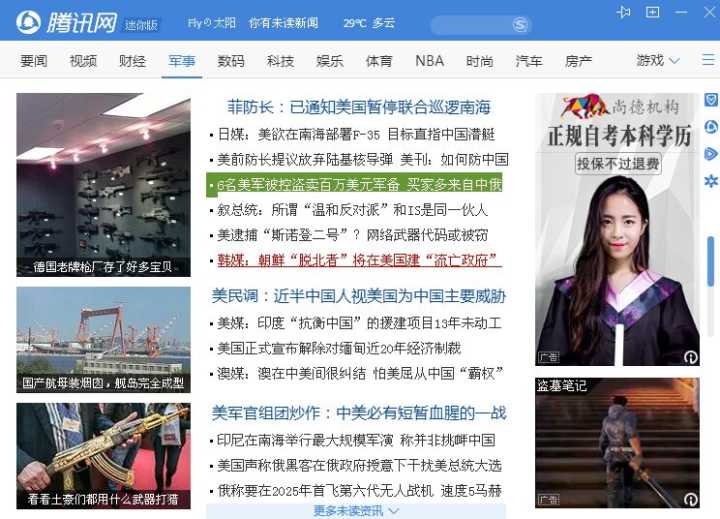 腾讯网 迷你版
Fly の太阳 你有未读新闻 29℃ 多云
要闻 视频 财经 军事 数码 科技 娱乐 体育 NBA 时尚 汽车 房产 游戏
德国老牌枪厂存了好多宝贝
国产航母装烟囱，舰岛完全成型
看看土豪们都用什么武器打猎
菲防长：已通知美国暂停联合巡逻南海
日媒：美欲在南海部署F-35 目标直指中国潜艇
美前防长提议放弃陆基核导弹 美刊：如何防中国
6名美军被控盗卖百万美元军备 买家多来自中俄
叙总统：所谓“温和反对派”和IS是同一伙人
美逮捕“斯诺登二号”？网络武器代码或被窃
韩媒：朝鲜“脱北者”将在美国建“流亡政府”
美民调：近半中国人视美国为中国主要威胁
美媒：印度“抗衡中国”的援建项目13年未动工
美国正式宣布解除对缅甸近20年经济制裁
澳媒：澳在中美间很纠结 怕美屈从中国“霸权”
美军官组团炒作：中美必有短暂血腥的一战
印尼在南海举行最大规模军演 称并非挑衅中国
美国声称俄黑客在俄政府授意下干扰美总统大选
俄称要在2025年首飞第六代无人战机 速度5马赫
更多未读资讯
尚德机构
正规自考本科学历
投保不过退费
广告
盗墓笔记
广告